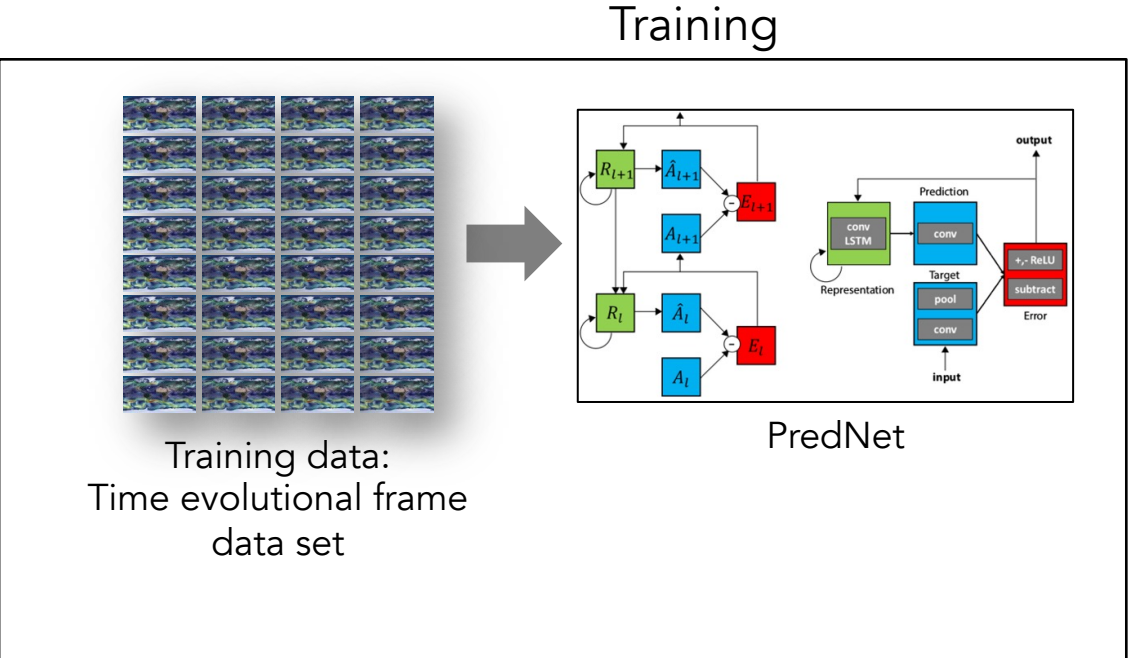 Training
R_{l+1}
Â_{l+1}
E_{l+1}
A_{l+1}
-
R_l
Â_l
E_l
A_l
-
output
Prediction
conv
LSTM
conv
+,- ReLU
Target
Representation
pool
subtract
conv
Error
input
PredNet
Training data:
Time evolutional frame
data set